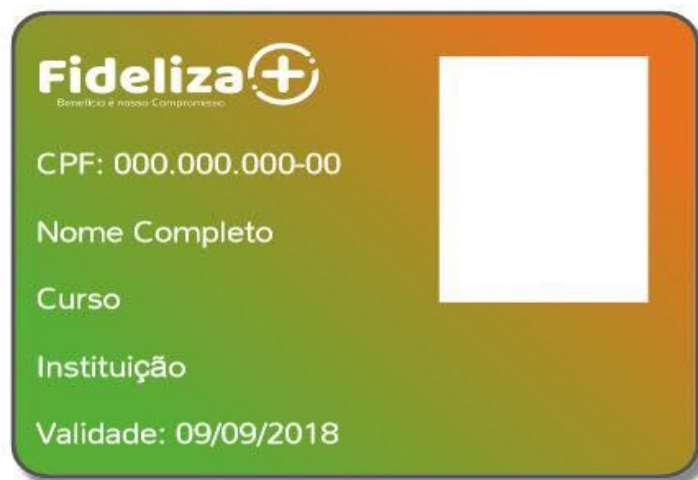 Fideliza+
Benefício é nosso Compromisso
CPF: 000.000.000-00
Nome Completo
Curso
Instituição
Validade: 09/09/2018